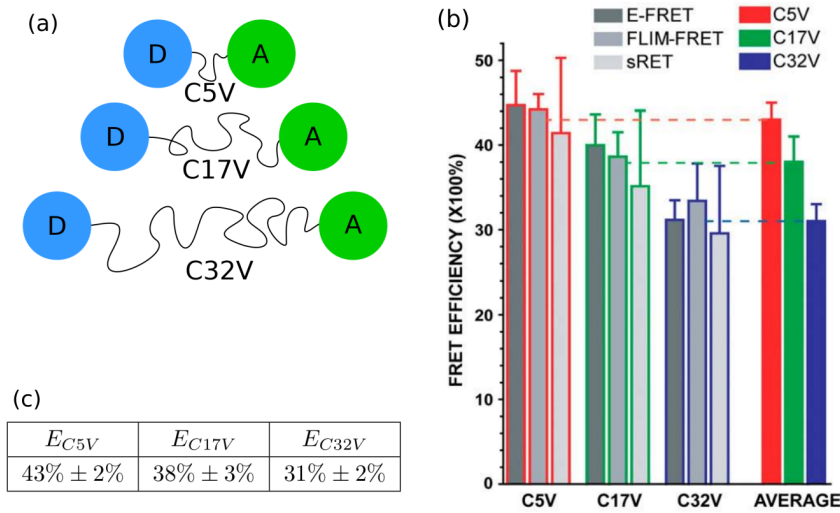 (a)
D
A
C5V
D
A
C17V
D
A
C32V
(b)
E-FRET
FLIM-FRET
sRET
C5V
C17V
C32V
FRET EFFICIENCY (X100%)
50
40
30
20
10
0
C5V
C17V
C32V
AVERAGE
(c)
E_{C5V} E_{C17V} E_{C32V}
43% ± 2% 38% ± 3% 31% ± 2%